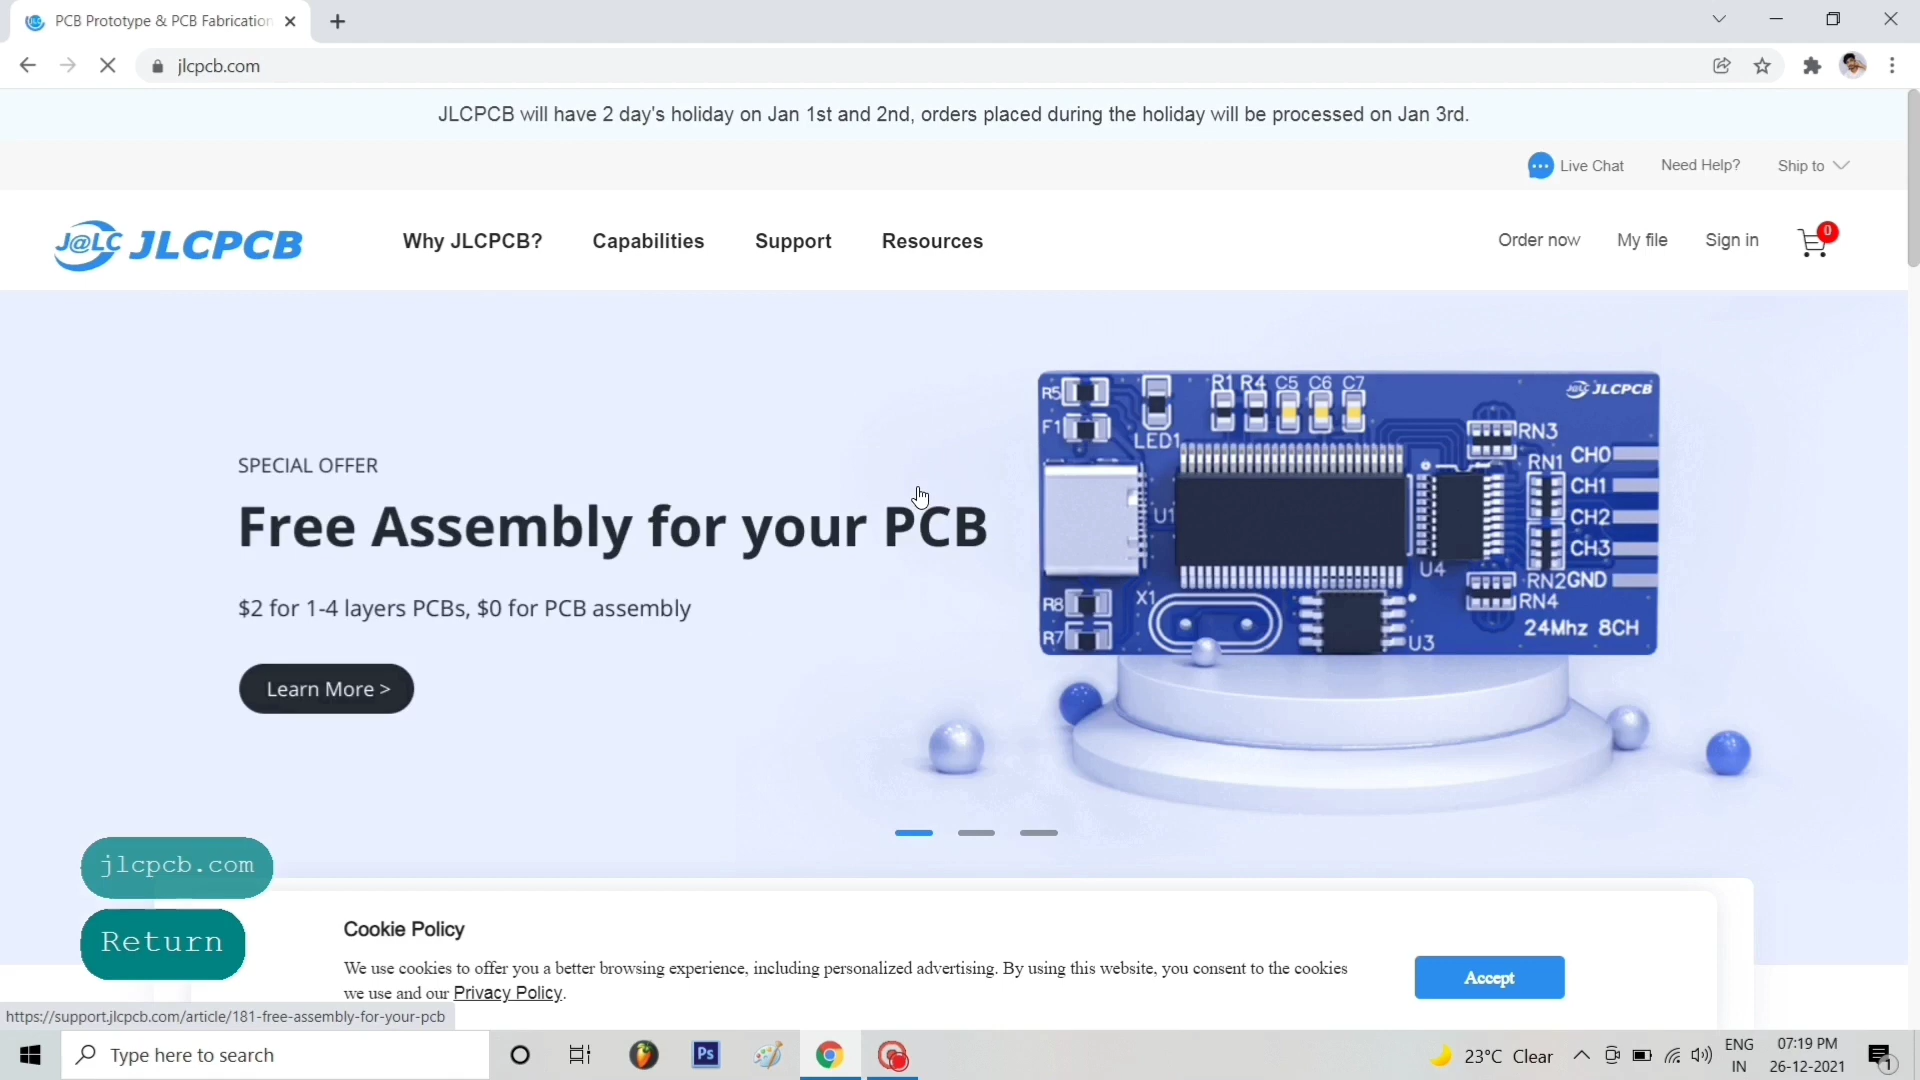 PCB Prototype & PCB Fabrication
jlcpcb.com
JLCPCB will have 2 day's holiday on Jan 1st and 2nd, orders placed during the holiday will be processed on Jan 3rd.
Live Chat
Need Help?
Ship to
J@LC JLCPCB
Why JLCPCB?
Capabilities
Support
Resources
Order now
My file
Sign in
0
SPECIAL OFFER
Free Assembly for your PCB
$2 for 1-4 layers PCBs, $0 for PCB assembly
Learn More >
R5
F1
LED1
R1 R4 C5 C6 C7
J@LC JLCPCB
RN3
RN1
CH0
CH1
CH2
CH3
GND
U1
U4
RN2
RN4
R8
R7
X1
U3
24Mhz 8CH
jlcpcb.com
Return
Cookie Policy
We use cookies to offer you a better browsing experience, including personalized advertising. By using this website, you consent to the cookies
we use and our Privacy Policy.
Accept
https://support.jlcpcb.com/article/181-free-assembly-for-your-pcb
Type here to search
Ps
23°C Clear
ENG
IN
07:19 PM
26-12-2021
1